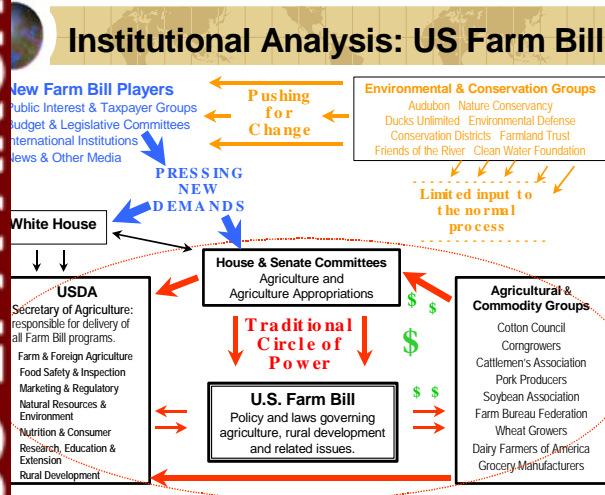 Institutional Analysis: US Farm Bill
New Farm Bill Players
Public Interest & Taxpayer Groups
Budget & Legislative Committees
International Institutions
News & Other Media
Pushing
for
Change
Environmental & Conservation Groups
Audubon Nature Conservancy
Ducks Unlimited Environmental Defense
Conservation Districts Farmland Trust
Friends of the River Clean Water Foundation
PRESSING
NEW
DEMANDS
Limited input to
the normal
process
White House
House & Senate Committees
Agriculture and
Agriculture Appropriations
USDA
Secretary of Agriculture:
responsible for delivery of
all Farm Bill programs.
Farm & Foreign Agriculture
Food Safety & Inspection
Marketing & Regulatory
Natural Resources &
Environment
Nutrition & Consumer
Research, Education &
Extension
Rural Development
Traditional
Circle of
Power
$
$
$
$ $
U.S. Farm Bill
Policy and laws governing
agriculture, rural development
and related issues.
Agricultural &
Commodity Groups
Cotton Council
Corngrowers
Cattlemen's Association
Pork Producers
Soybean Association
Farm Bureau Federation
Wheat Growers
Dairy Farmers of America
Grocery Manufacturers